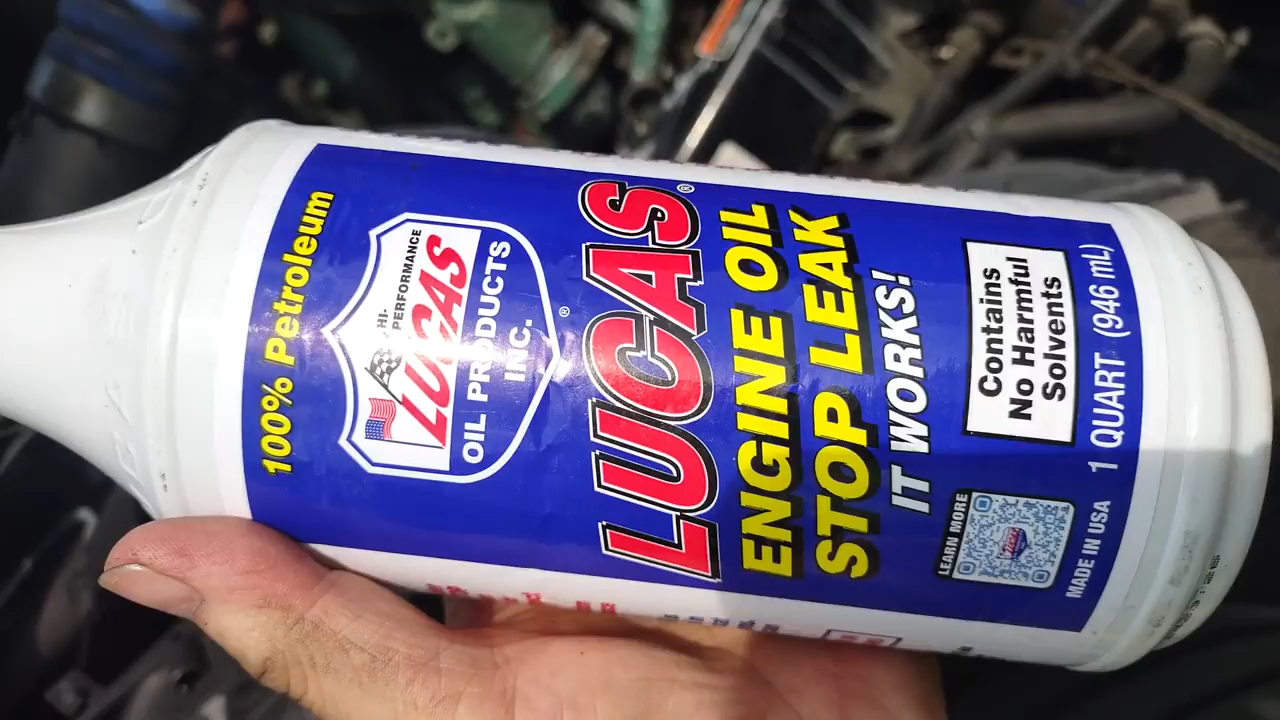 100% Petroleum
HI-PERFORMANCE
LUCAS
OIL PRODUCTS
INC.
®
LUCAS®
ENGINE OIL
STOP LEAK
IT WORKS!
Contains
No Harmful
Solvents
LEARN MORE
MADE IN USA 1 QUART (946 mL)